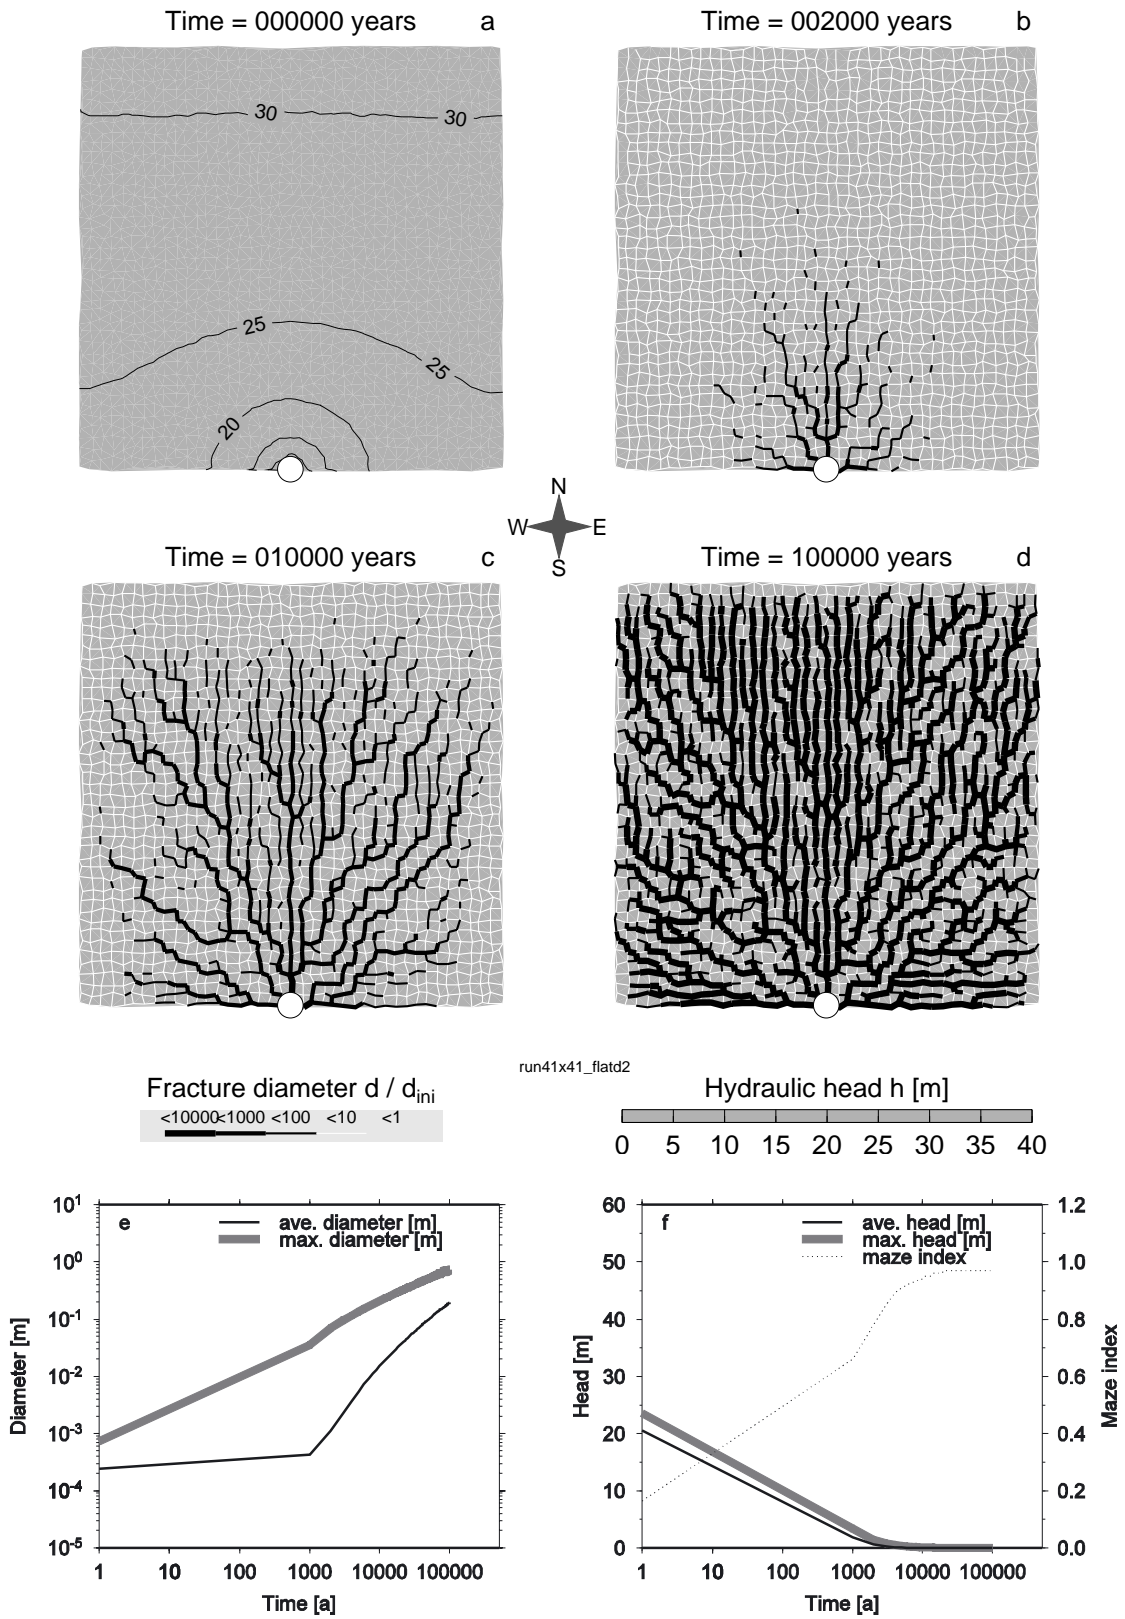 Time = 000000 years a
Time = 002000 years b
30 30
25 25
20
N
W E
S
Time = 010000 years c
Time = 100000 years d
run41x41_flatd2
Fracture diameter d / dini
<10000 <1000 <100 <10 <1
Hydraulic head h [m]
0 5 10 15 20 25 30 35 40
e
ave. diameter [m]
max. diameter [m]
10^1
10^0
10^-1
10^-2
10^-3
10^-4
10^-5
Diameter [m]
1 10 100 1000 10000 100000
Time [a]
f
ave. head [m]
max. head [m]
maze index
60 1.2
50 1.0
40 0.8
30 0.6
20 0.4
10 0.2
0 0.0
Head [m]
Maze index
1 10 100 1000 10000 100000
Time [a]